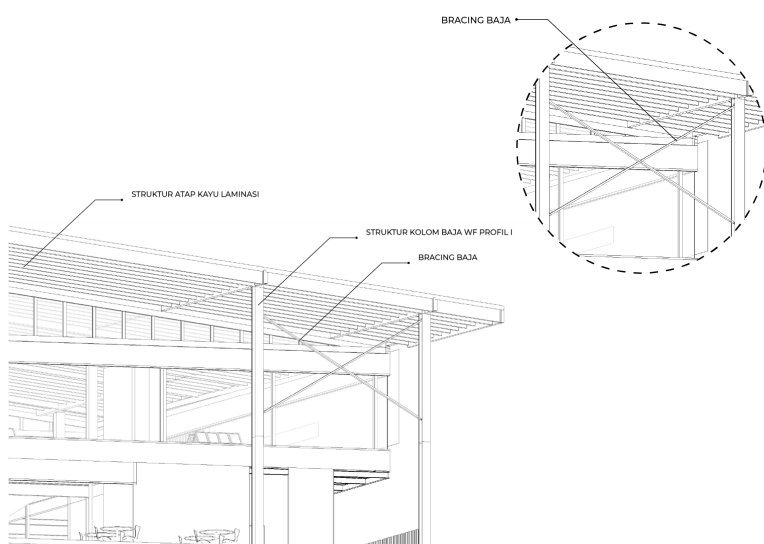 BRACING BAJA
STRUKTUR ATAP KAYU LAMINASI
STRUKTUR KOLOM BAJA WF PROFIL I
BRACING BAJA